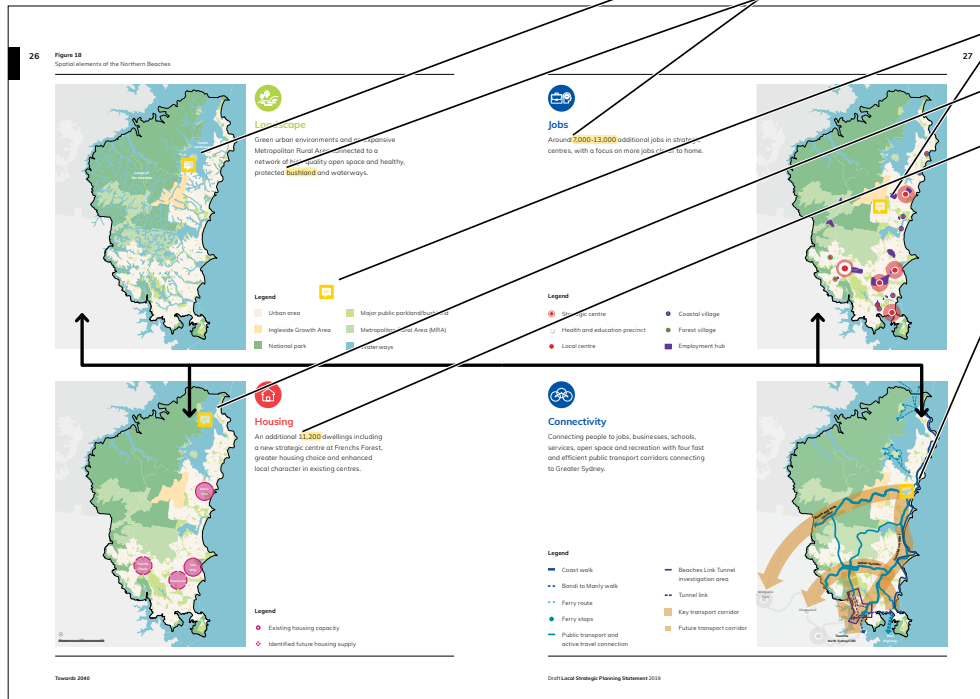 26
Figure 18
Spatial elements of the Northern Beaches
27
Landscape
Green urban environments and an expansive
Metropolitan Rural Area connected to a
network of high quality open space and healthy,
protected bushland and waterways.
Legend
Urban area
Ingleside Growth Area
National park
Major public parkland/bushland
Metropolitan Rural Area (MRA)
Waterways
Jobs
Around 7,000-13,000 additional jobs in strategic
centres, with a focus on more jobs closer to home.
Legend
Strategic centre
Health and education precinct
Local centre
Coastal village
Forest village
Employment hub
Housing
An additional 11,200 dwellings including
a new strategic centre at Frenchs Forest,
greater housing choice and enhanced
local character in existing centres.
Legend
Existing housing capacity
Identified future housing supply
Connectivity
Connecting people to jobs, businesses, schools,
services, open space and recreation with four fast
and efficient public transport corridors connecting
to Greater Sydney.
Legend
Coast walk
Bondi to Manly walk
Ferry route
Ferry stops
Public transport and
active travel connection
Beaches Link Tunnel
investigation area
Tunnel link
Key transport corridor
Future transport corridor
Towards 2040
Draft Local Strategic Planning Statement 2019